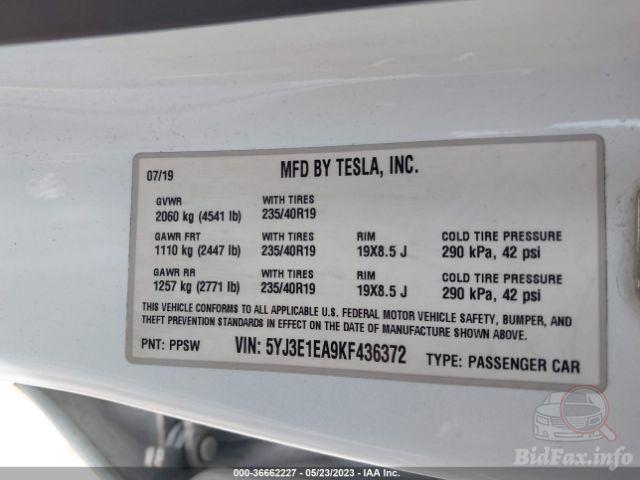 07/19 MFD BY TESLA, INC.
GVWR WITH TIRES
2060 kg (4541 lb) 235/40R19
GAWR FRT WITH TIRES RIM COLD TIRE PRESSURE
1110 kg (2447 lb) 235/40R19 19X8.5 J 290 kPa, 42 psi
GAWR RR WITH TIRES RIM COLD TIRE PRESSURE
1257 kg (2771 lb) 235/40R19 19X8.5 J 290 kPa, 42 psi
THIS VEHICLE CONFORMS TO ALL APPLICABLE U.S. FEDERAL MOTOR VEHICLE SAFETY, BUMPER, AND
THEFT PREVENTION STANDARDS IN EFFECT ON THE DATE OF MANUFACTURE SHOWN ABOVE.
PNT: PPSW VIN: 5YJ3E1EA9KF436372 TYPE: PASSENGER CAR
BidFax.info
000-36662227 - 05/23/2023 - IAA Inc.